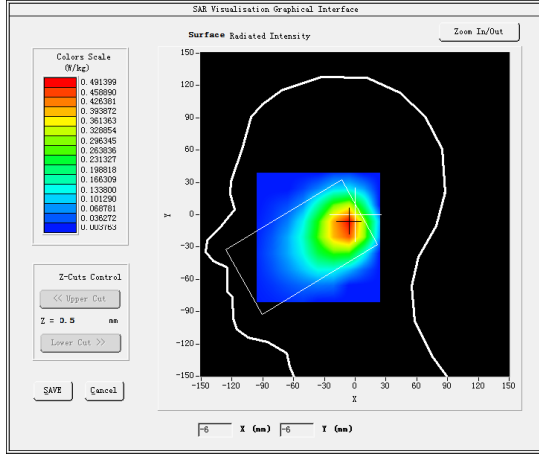 SAR Visualisation Graphical Interface
Surface Radiated Intensity
Zoom In/Out
Colors Scale
(W/kg)
0.491399
0.458890
0.426381
0.393872
0.361363
0.328854
0.296345
0.263836
0.231327
0.198818
0.166309
0.133800
0.101290
0.068781
0.036272
0.003763
Z-Cuts Control
<< Upper Cut
Z = 3.5 mm
Lower Cut >>
SAVE Cancel
150
120
90
60
30
0
-30
-60
-90
-120
-150
Y
-150 -120 -90 -60 -30 0 30 60 90 120 150
X
-6 X (mm) -6 Y (mm)